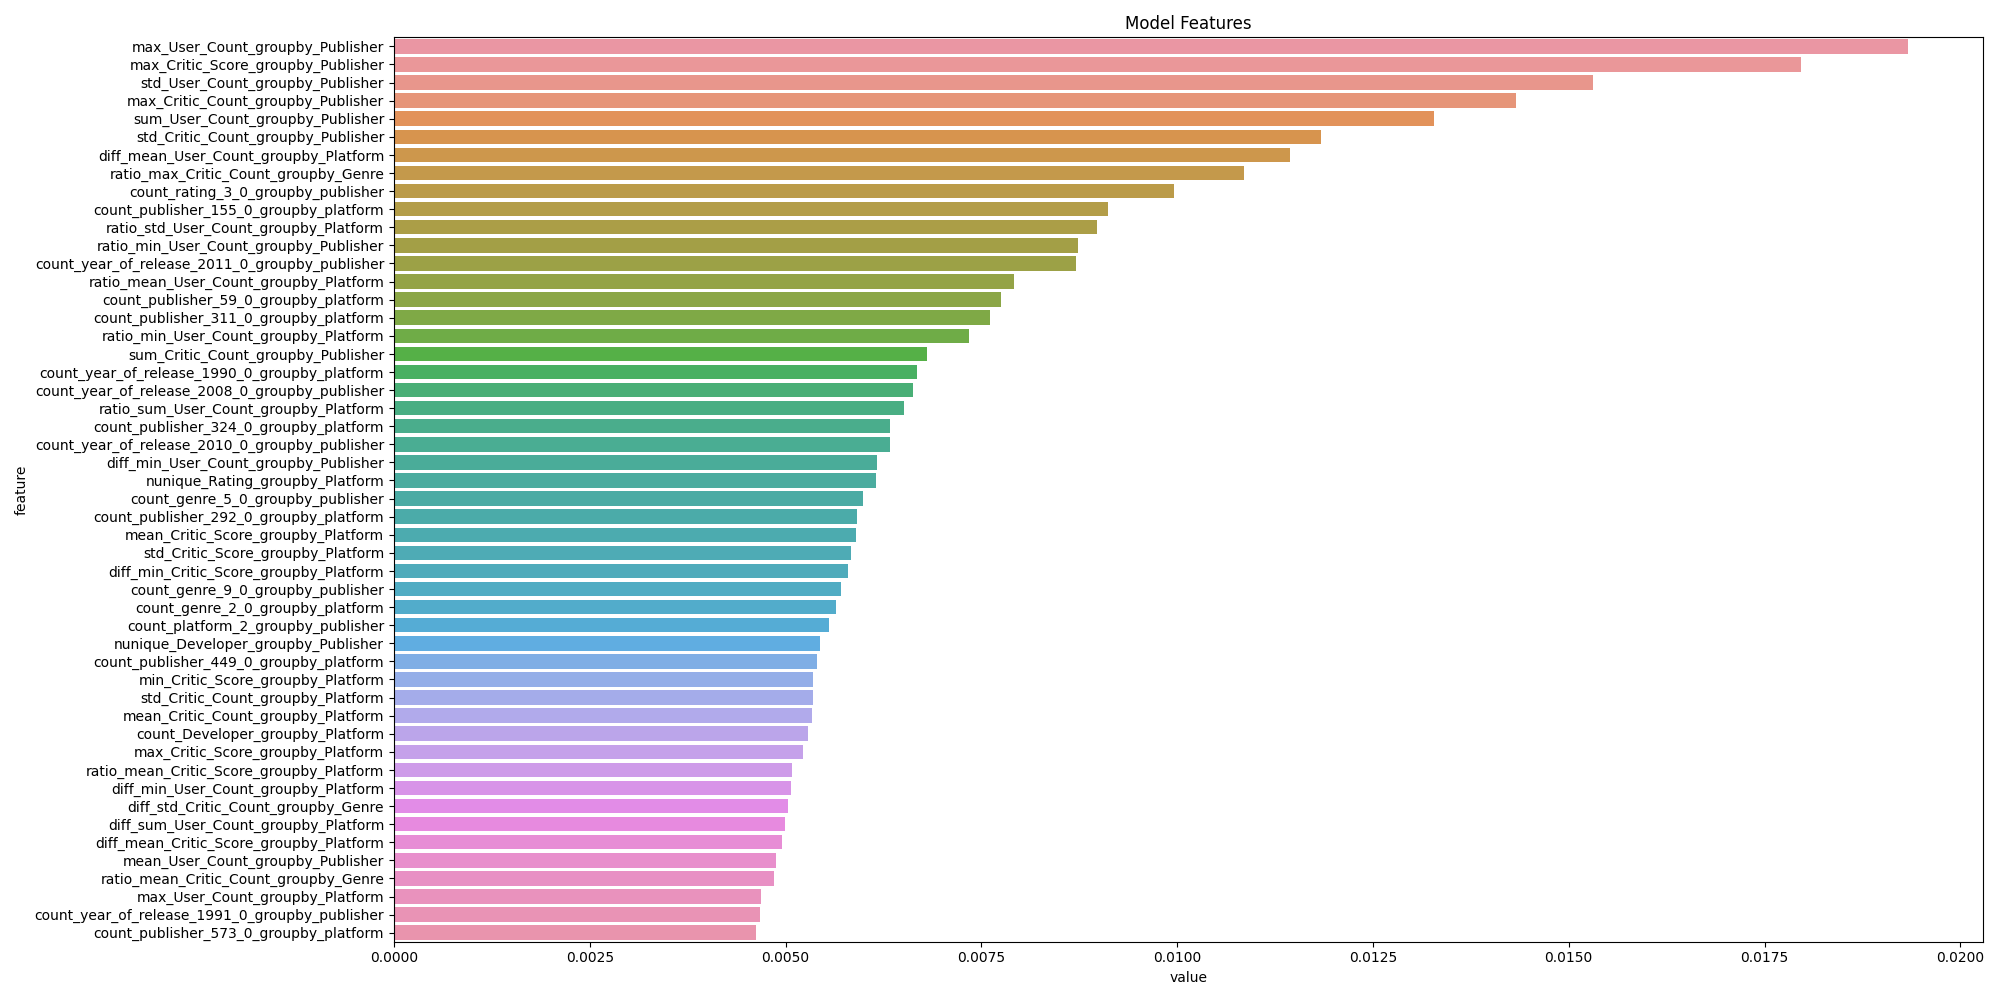 Model Features
max_User_Count_groupby_Publisher
max_Critic_Score_groupby_Publisher
std_User_Count_groupby_Publisher
max_Critic_Count_groupby_Publisher
sum_User_Count_groupby_Publisher
std_Critic_Count_groupby_Publisher
diff_mean_User_Count_groupby_Platform
ratio_max_Critic_Count_groupby_Genre
count_rating_3_0_groupby_publisher
count_publisher_155_0_groupby_platform
ratio_std_User_Count_groupby_Platform
ratio_min_User_Count_groupby_Publisher
count_year_of_release_2011_0_groupby_publisher
ratio_mean_User_Count_groupby_Platform
count_publisher_59_0_groupby_platform
count_publisher_311_0_groupby_platform
ratio_min_User_Count_groupby_Platform
sum_Critic_Count_groupby_Publisher
count_year_of_release_1990_0_groupby_platform
count_year_of_release_2008_0_groupby_publisher
ratio_sum_User_Count_groupby_Platform
count_publisher_324_0_groupby_platform
count_year_of_release_2010_0_groupby_publisher
diff_min_User_Count_groupby_Publisher
nunique_Rating_groupby_Platform
count_genre_5_0_groupby_publisher
count_publisher_292_0_groupby_platform
mean_Critic_Score_groupby_Platform
std_Critic_Score_groupby_Platform
diff_min_Critic_Score_groupby_Platform
count_genre_9_0_groupby_publisher
count_genre_2_0_groupby_platform
count_platform_2_groupby_publisher
nunique_Developer_groupby_Publisher
count_publisher_449_0_groupby_platform
min_Critic_Score_groupby_Platform
std_Critic_Count_groupby_Platform
mean_Critic_Count_groupby_Platform
count_Developer_groupby_Platform
max_Critic_Score_groupby_Platform
ratio_mean_Critic_Score_groupby_Platform
diff_min_User_Count_groupby_Platform
diff_std_Critic_Count_groupby_Genre
diff_sum_User_Count_groupby_Platform
diff_mean_Critic_Score_groupby_Platform
mean_User_Count_groupby_Publisher
ratio_mean_Critic_Count_groupby_Genre
max_User_Count_groupby_Platform
count_year_of_release_1991_0_groupby_publisher
count_publisher_573_0_groupby_platform
feature
0.0000 0.0025 0.0050 0.0075 0.0100 0.0125 0.0150 0.0175 0.0200
value